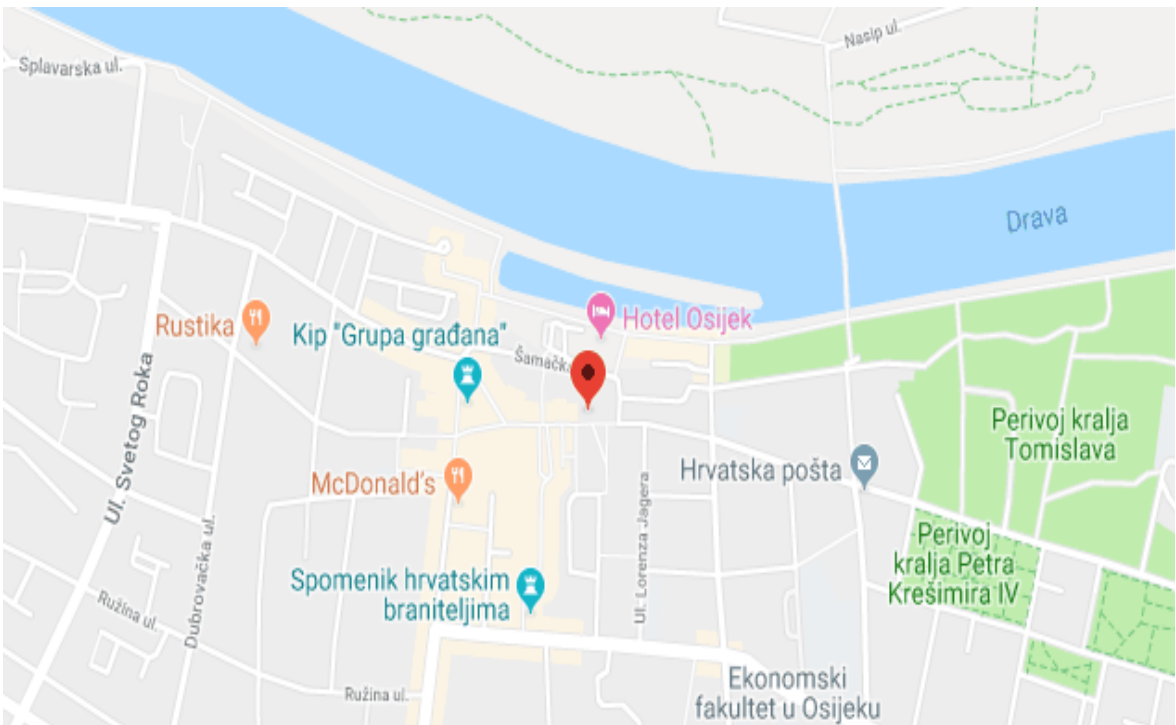 Nasip ul.
Splavarska ul.
Drava
Hotel Osijek
Rustika
Kip "Grupa građana"
Šamačka
Perivoj kralja
Tomislava
Ul. Svetog Roka
McDonald's
Hrvatska pošta
Ul. Lorenza Jagera
Dubrovačka ul.
Perivoj
kralja Petra
Krešimira IV
Spomenik hrvatskim
braniteljima
Ružina ul.
Ružina ul.
Ekonomski
fakultet u Osijeku